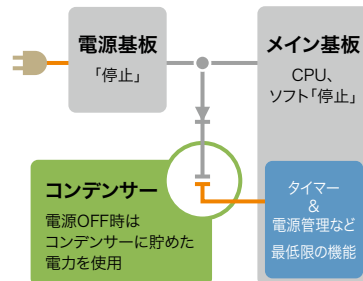 電源基板
「停止」
メイン基板
CPU、
ソフト「停止」
コンデンサー
電源OFF時は
コンデンサーに貯めた
電力を使用
タイマー
&
電源管理など
最低限の機能